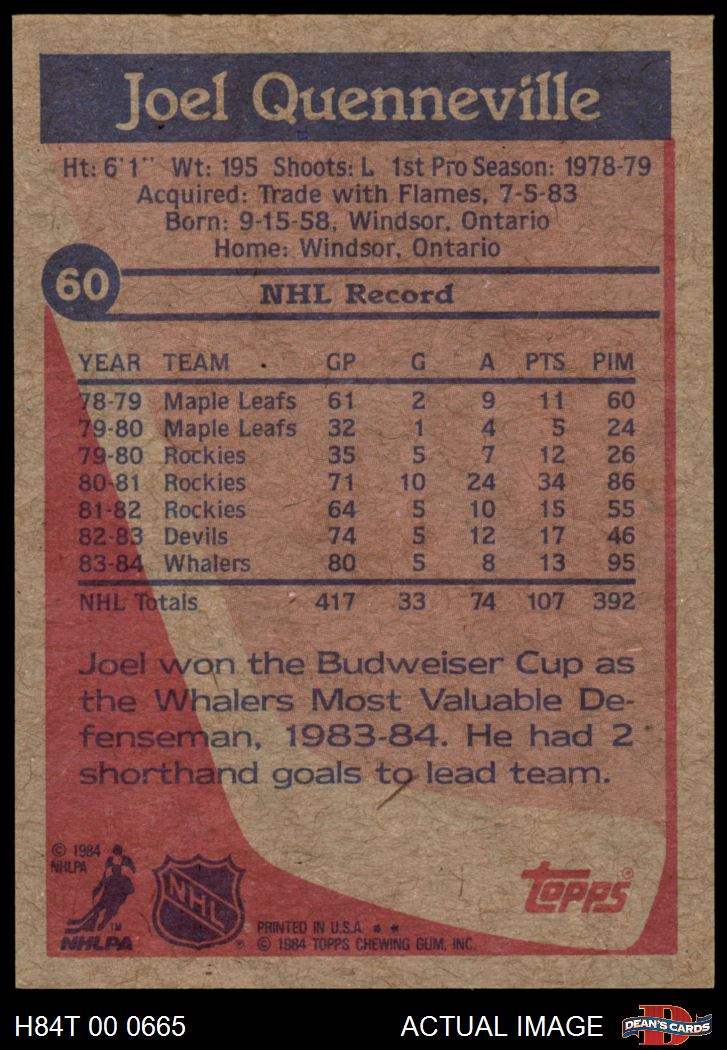 Joel Quenneville
Ht: 6'1" Wt: 195 Shoots: L 1st Pro Season: 1978-79
Acquired: Trade with Flames, 7-5-83
Born: 9-15-58, Windsor, Ontario
Home: Windsor, Ontario
60
NHL Record
YEAR TEAM GP G A PTS PIM
78-79 Maple Leafs 61 2 9 11 60
79-80 Maple Leafs 32 1 4 5 24
79-80 Rockies 35 5 7 12 26
80-81 Rockies 71 10 24 34 86
81-82 Rockies 64 5 10 15 55
82-83 Devils 74 5 12 17 46
83-84 Whalers 80 5 8 13 95
NHL Totals 417 33 74 107 392
Joel won the Budweiser Cup as
the Whalers Most Valuable De-
fenseman, 1983-84. He had 2
shorthand goals to lead team.
© 1984
NHLPA
TM
NHLPA
NHL
®
PRINTED IN U.S.A. * *
© 1984 TOPPS CHEWING GUM, INC.
topps®
H84T 00 0665
ACTUAL IMAGE
D
DEAN'S CARDS